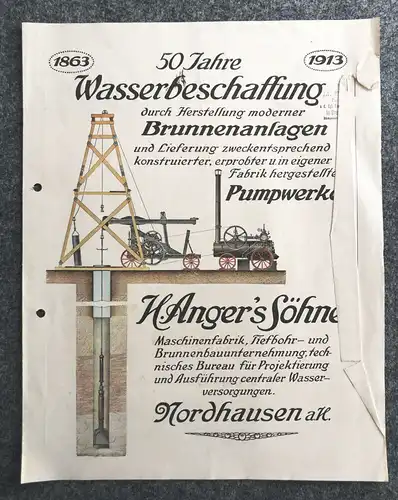 1863
50 Jahre
1913
Wasserbeschaffung
durch Herstellung moderner
Brunnenanlagen
und Lieferung zweckentsprechend
konstruierter, erprobter u. in eigener
Fabrik hergestellte
Pumpwerke
H. Anger's Söhne
Maschinenfabrik, Tiefbohr- und
Brunnenbauunternehmung, tech-
nisches Bureau für Projektierung
und Ausführung centraler Wasser-
versorgungen.
Nordhausen a.H.